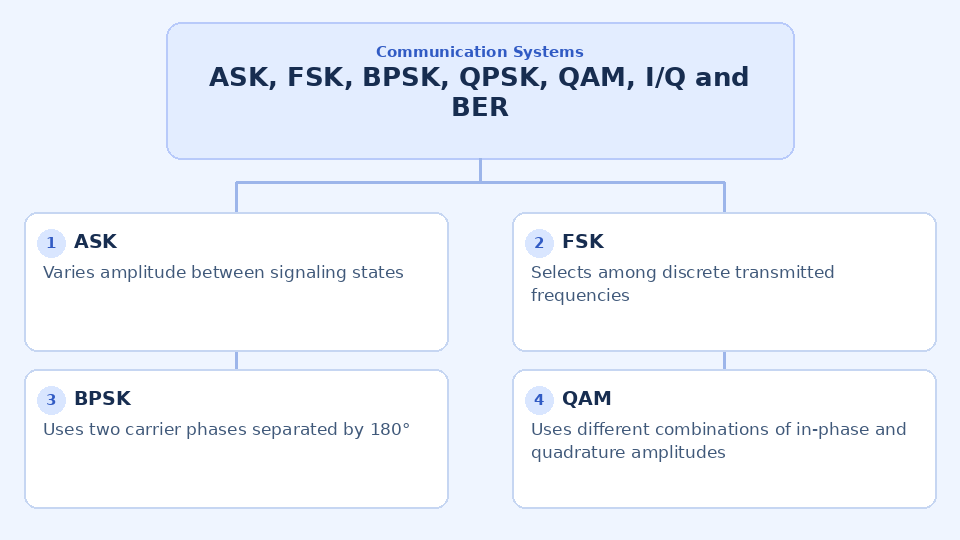 Communication Systems
ASK, FSK, BPSK, QPSK, QAM, I/Q and
BER
1 ASK
Varies amplitude between signaling states
2 FSK
Selects among discrete transmitted
frequencies
3 BPSK
Uses two carrier phases separated by 180°
4 QAM
Uses different combinations of in-phase and
quadrature amplitudes